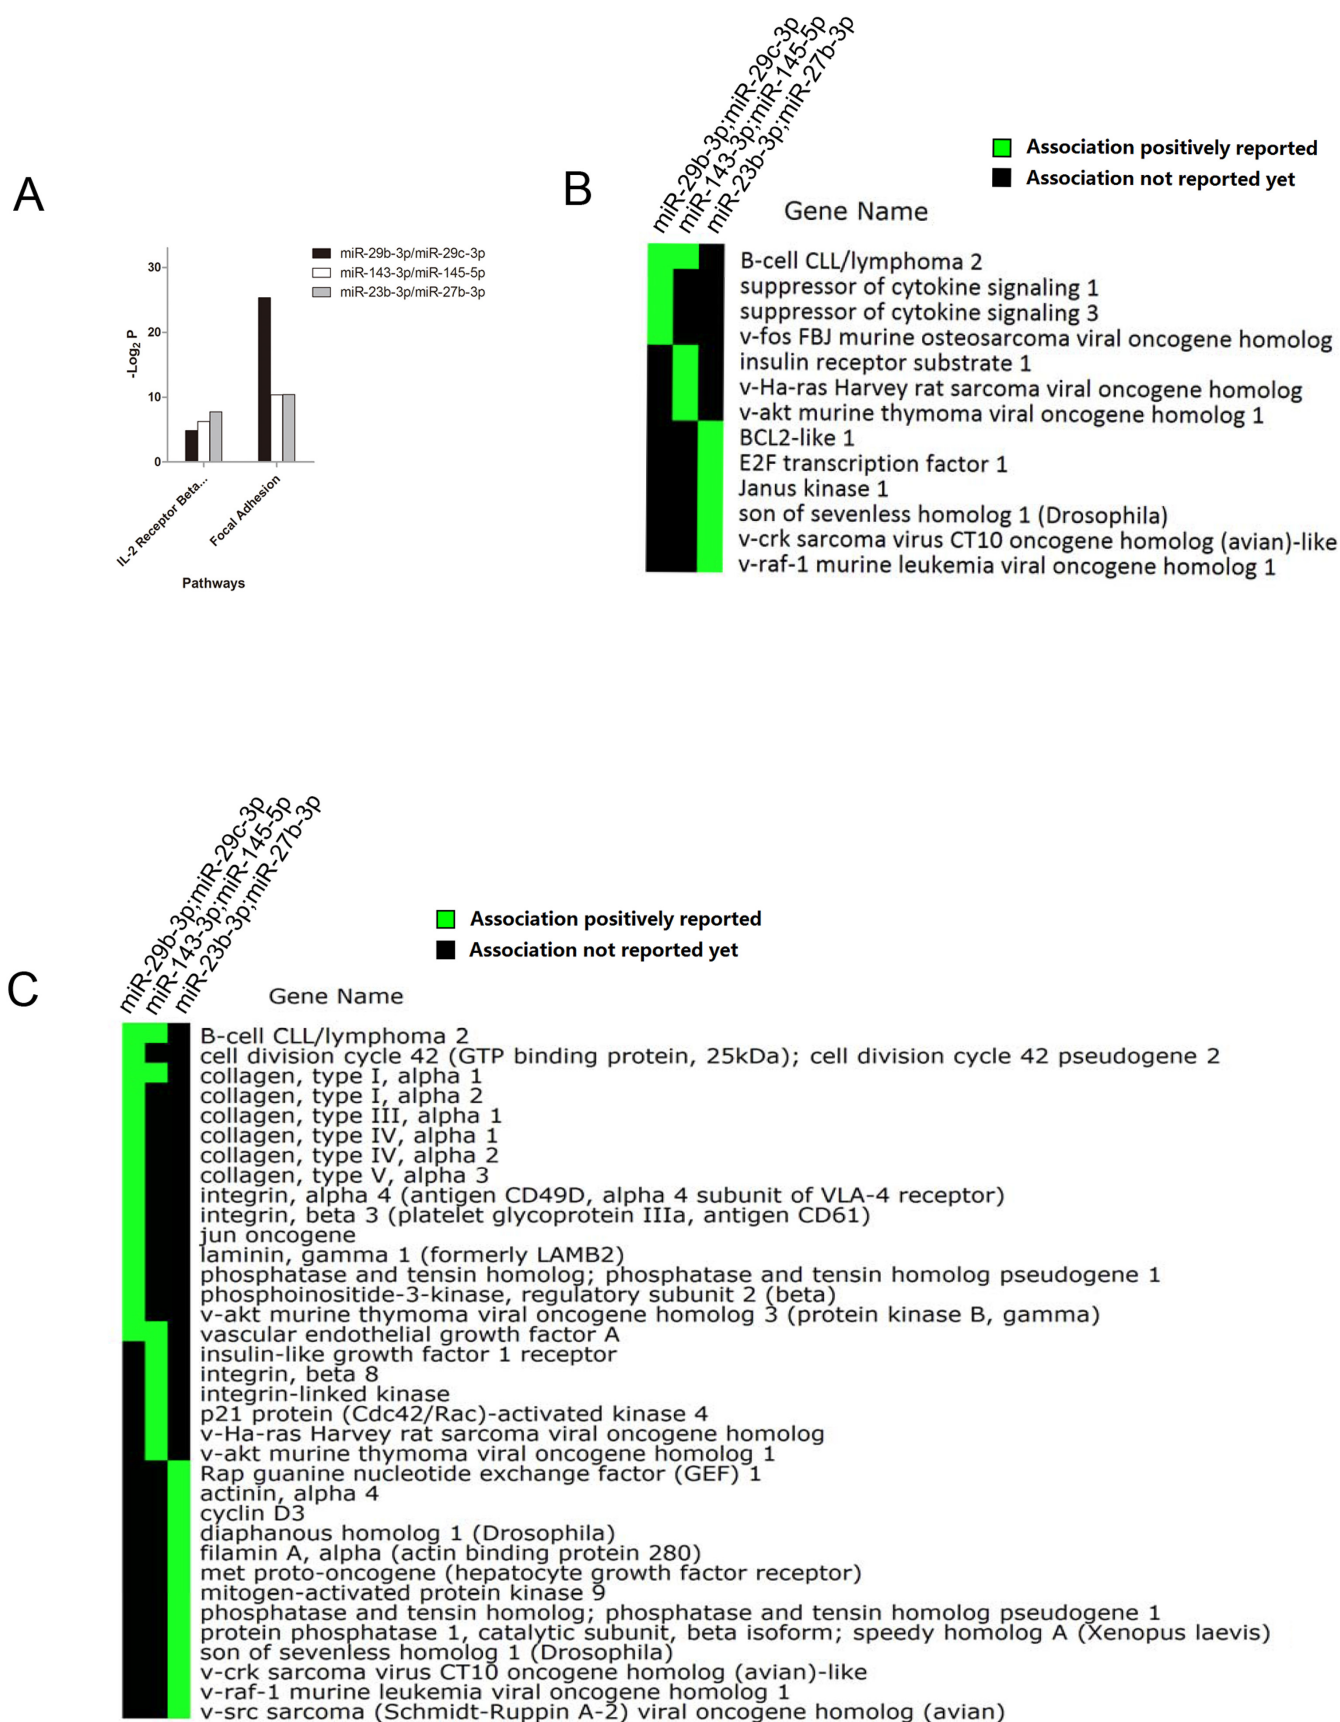 A
30
20
10
0
-Log2 P
miR-29b-3p/miR-29c-3p
miR-143-3p/miR-145-5p
miR-23b-3p/miR-27b-3p
IL-2 Receptor Beta...
Focal Adhesion
Pathways
B
miR-29b-3p;miR-29c-3p
miR-143-3p;miR-145-5p
miR-23b-3p;miR-27b-3p
Association positively reported
Association not reported yet
Gene Name
B-cell CLL/lymphoma 2
suppressor of cytokine signaling 1
suppressor of cytokine signaling 3
v-fos FBJ murine osteosarcoma viral oncogene homolog
insulin receptor substrate 1
v-Ha-ras Harvey rat sarcoma viral oncogene homolog
v-akt murine thymoma viral oncogene homolog 1
BCL2-like 1
E2F transcription factor 1
Janus kinase 1
son of sevenless homolog 1 (Drosophila)
v-crk sarcoma virus CT10 oncogene homolog (avian)-like
v-raf-1 murine leukemia viral oncogene homolog 1
C
miR-29b-3p;miR-29c-3p
miR-143-3p;miR-145-5p
miR-23b-3p;miR-27b-3p
Association positively reported
Association not reported yet
Gene Name
B-cell CLL/lymphoma 2
cell division cycle 42 (GTP binding protein, 25kDa); cell division cycle 42 pseudogene 2
collagen, type I, alpha 1
collagen, type I, alpha 2
collagen, type III, alpha 1
collagen, type IV, alpha 1
collagen, type IV, alpha 2
collagen, type V, alpha 3
integrin, alpha 4 (antigen CD49D, alpha 4 subunit of VLA-4 receptor)
integrin, beta 3 (platelet glycoprotein IIIa, antigen CD61)
jun oncogene
laminin, gamma 1 (formerly LAMB2)
phosphatase and tensin homolog; phosphatase and tensin homolog pseudogene 1
phosphoinositide-3-kinase, regulatory subunit 2 (beta)
v-akt murine thymoma viral oncogene homolog 3 (protein kinase B, gamma)
vascular endothelial growth factor A
insulin-like growth factor 1 receptor
integrin, beta 8
integrin-linked kinase
p21 protein (Cdc42/Rac)-activated kinase 4
v-Ha-ras Harvey rat sarcoma viral oncogene homolog
v-akt murine thymoma viral oncogene homolog 1
Rap guanine nucleotide exchange factor (GEF) 1
actinin, alpha 4
cyclin D3
diaphanous homolog 1 (Drosophila)
filamin A, alpha (actin binding protein 280)
met proto-oncogene (hepatocyte growth factor receptor)
mitogen-activated protein kinase 9
phosphatase and tensin homolog; phosphatase and tensin homolog pseudogene 1
protein phosphatase 1, catalytic subunit, beta isoform; speedy homolog A (Xenopus laevis)
son of sevenless homolog 1 (Drosophila)
v-crk sarcoma virus CT10 oncogene homolog (avian)-like
v-raf-1 murine leukemia viral oncogene homolog 1
v-src sarcoma (Schmidt-Ruppin A-2) viral oncogene homolog (avian)